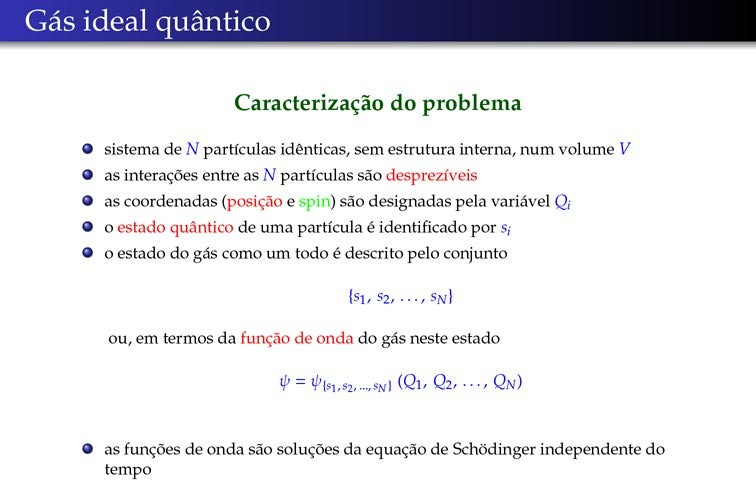 Gás ideal quântico
Caracterização do problema
sistema de N partículas idênticas, sem estrutura interna, num volume V
as interações entre as N partículas são desprezíveis
as coordenadas (posição e spin) são designadas pela variável Qᵢ
o estado quântico de uma partícula é identificado por sᵢ
o estado do gás como um todo é descrito pelo conjunto
{s₁, s₂, . . . , s_N}
ou, em termos da função de onda do gás neste estado
ψ = ψ_{s₁, s₂, ..., s_N} (Q₁, Q₂, . . . , Q_N)
as funções de onda são soluções da equação de Schödinger independente do
tempo